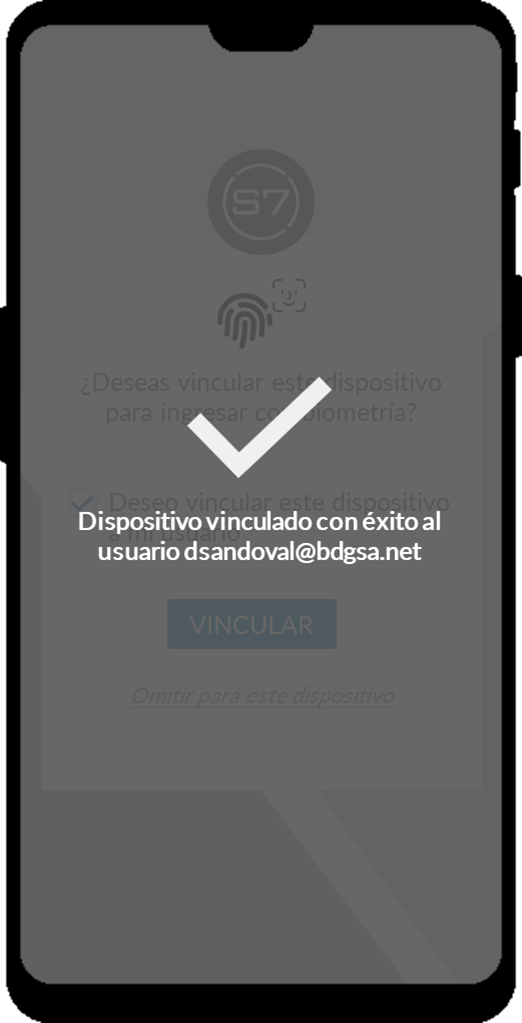 S7
¿Deseas vincular este dispositivo
para ingresar con biometría?
Deseo vincular este dispositivo
a mi usuario
Dispositivo vinculado con éxito al
usuario dsandoval@bdgsa.net
VINCULAR
Omitir para este dispositivo